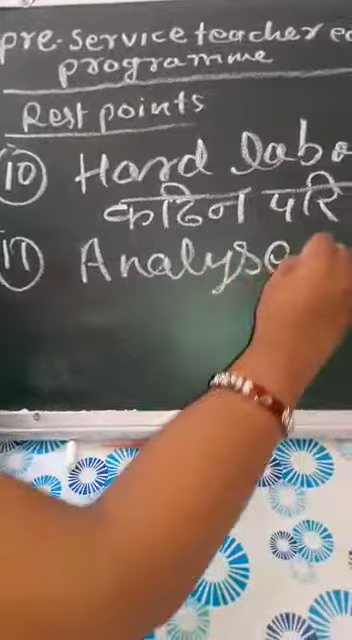 pre-service teacher
programme
Rest points
10 Hard
कठिन
11 Analyse